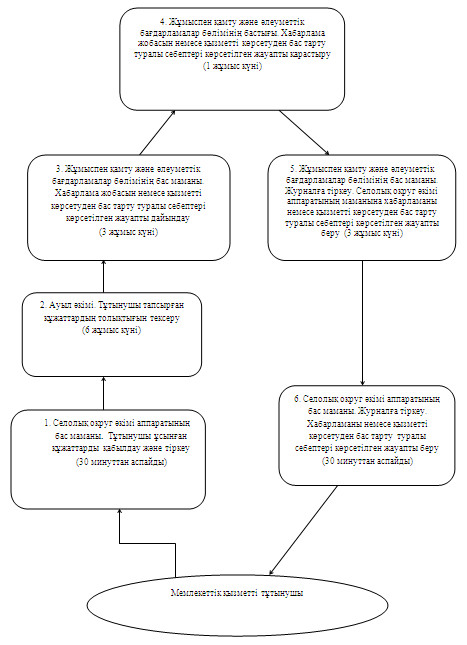 4. Жұмыспен қамту және әлеуметтік
бағдарламалар бөлімінің бастығы. Хабарлама
жобасын немесе қызметті көрсетуден бас тарту
туралы себептері көрсетілген жауапты қарастыру
(1 жұмыс күні)
3. Жұмыспен қамту және әлеуметтік
бағдарламалар бөлімінің бас маманы.
Хабарлама жобасын немесе қызметті
көрсетуден бас тарту туралы себептері
көрсетілген жауапты дайындау
(3 жұмыс күні)
5. Жұмыспен қамту және әлеуметтік
бағдарламалар бөлімінің бас маманы
Журналға тіркеу. Селолық округ әкімі
аппаратының маманына хабарламаны
немесе қызметті көрсетуден бас тарту
туралы себептері көрсетілген жауапты
беру (3 жұмыс күні)
2. Ауыл әкімі. Тұтынушы тапсырған
құжаттардың толықтығын тексеру
(6 жұмыс күні)
1. Селолық округ әкімі аппаратының
бас маманы. Тұтынушы ұсынған
құжаттарды қабылдау және тіркеу
(30 минуттан аспайды)
6. Селолық округ әкімі аппаратының
бас маманы. Журналға тіркеу.
Хабарламаны немесе қызметті
көрсетуден бас тарту туралы
себептері көрсетілген жауапты беру
(30 минуттан аспайды)
Мемлекеттік қызметті тұтынушы